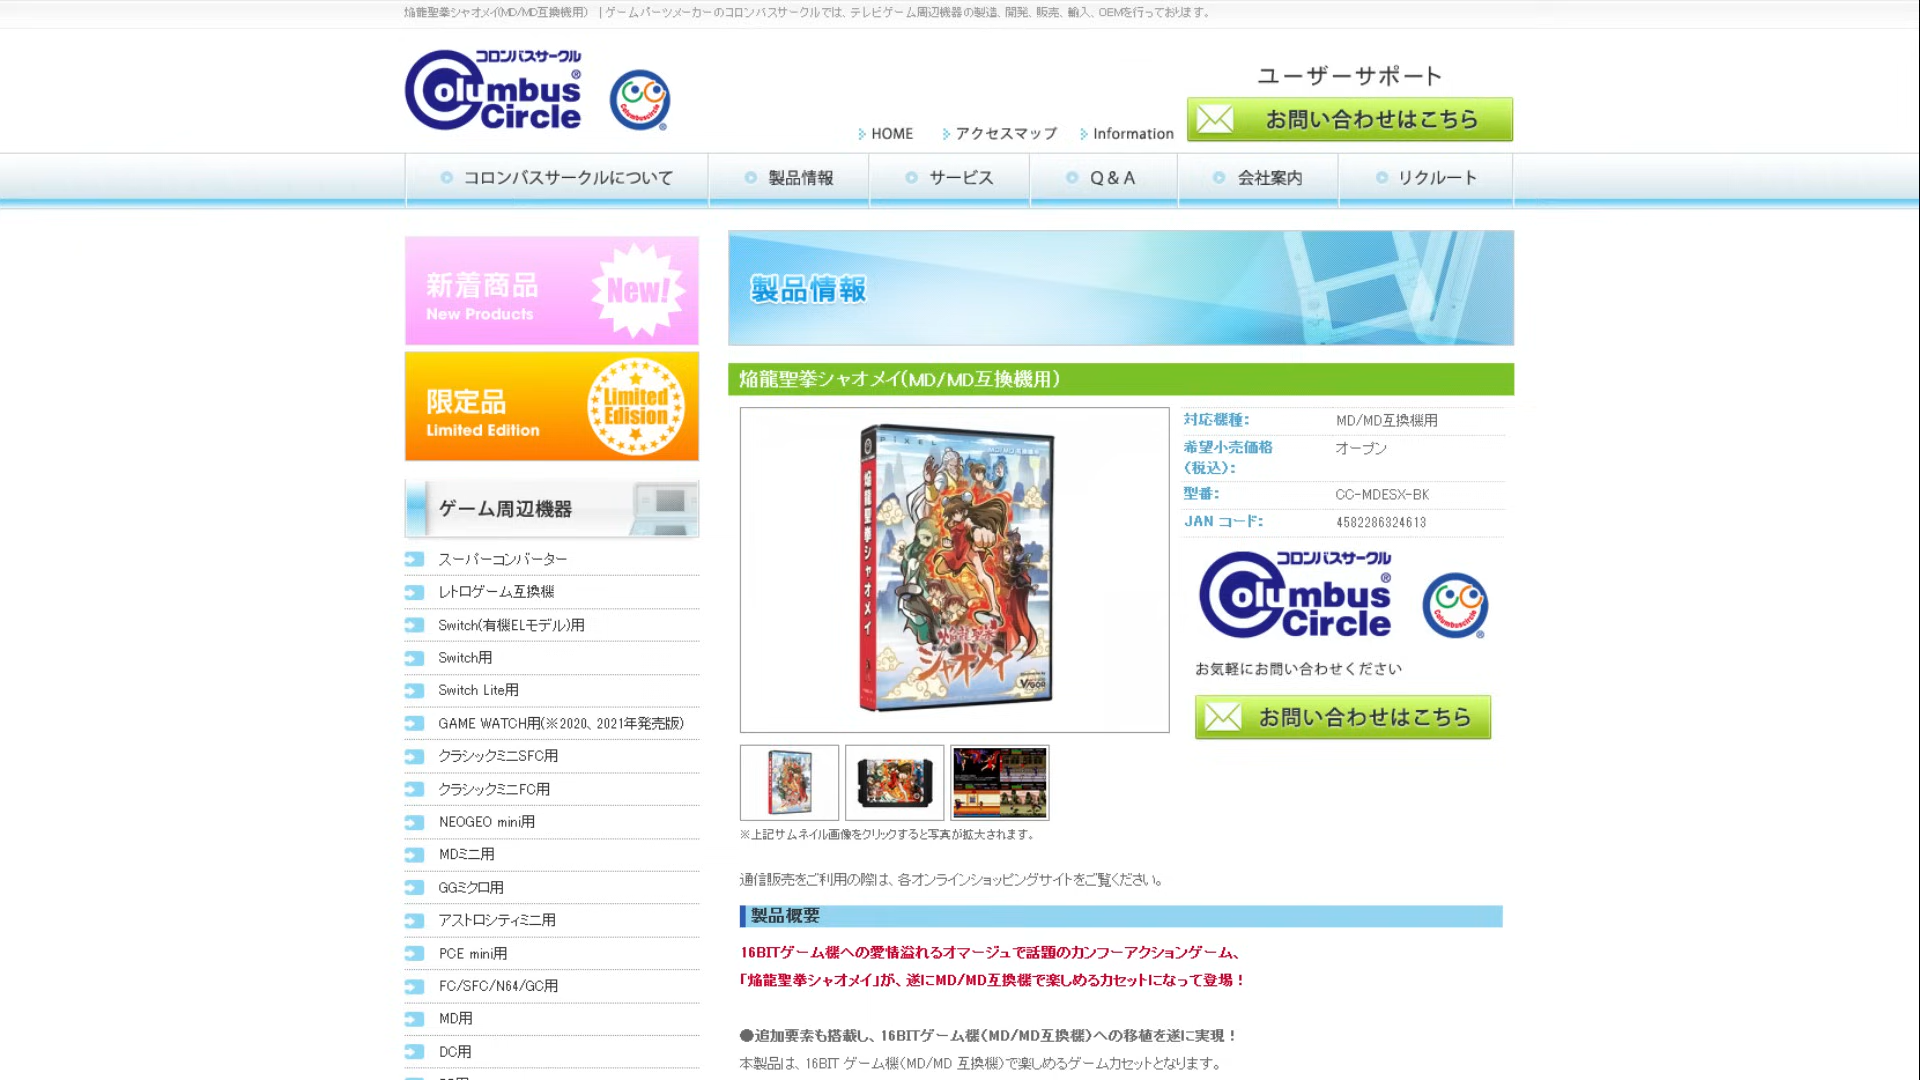 焔龍聖拳シャオメイ(MD/MD互換機用) | ゲームパーツメーカーのコロンバスサークルでは、テレビゲーム周辺機器の製造、開発、販売、輸入、OEMを行っております。
コロンバスサークル
Columbus Circle
Columbuscircle
ユーザーサポート
お問い合わせはこちら
HOME
アクセスマップ
Information
コロンバスサークルについて
製品情報
サービス
Q & A
会社案内
リクルート
新着商品
New Products
New!
限定品
Limited Edition
Limited
Edision
ゲーム周辺機器
スーパーコンバーター
レトロゲーム互換機
Switch(有機ELモデル)用
Switch用
Switch Lite用
GAME WATCH用(※2020、2021年発売版)
クラシックミニSFC用
クラシックミニFC用
NEOGEO mini用
MDミニ用
GGミクロ用
アストロシティミニ用
PCE mini用
FC/SFC/N64/GC用
MD用
DC用
製品情報
焔龍聖拳シャオメイ(MD/MD互換機用)
PIXEL
焔龍聖拳シャオメイ
焔龍聖拳
シャオメイ
対応機種:
MD/MD互換機用
希望小売価格
(税込):
オープン
型番:
CC-MDESX-BK
JAN コード:
4582286324613
コロンバスサークル
Columbus Circle
Columbuscircle
お気軽にお問い合わせください
お問い合わせはこちら
※上記サムネイル画像をクリックすると写真が拡大されます。
通信販売をご利用の際は、各オンラインショッピングサイトをご覧ください。
製品概要
16BITゲーム機への愛情溢れるオマージュで話題のカンフーアクションゲーム、
「焔龍聖拳シャオメイ」が、遂にMD/MD互換機で楽しめるカセットになって登場！
●追加要素も搭載し、16BITゲーム機(MD/MD互換機)への移植を遂に実現！
本製品は、16BIT ゲーム機(MD/MD 互換機)で楽しめるゲームカセットとなります。